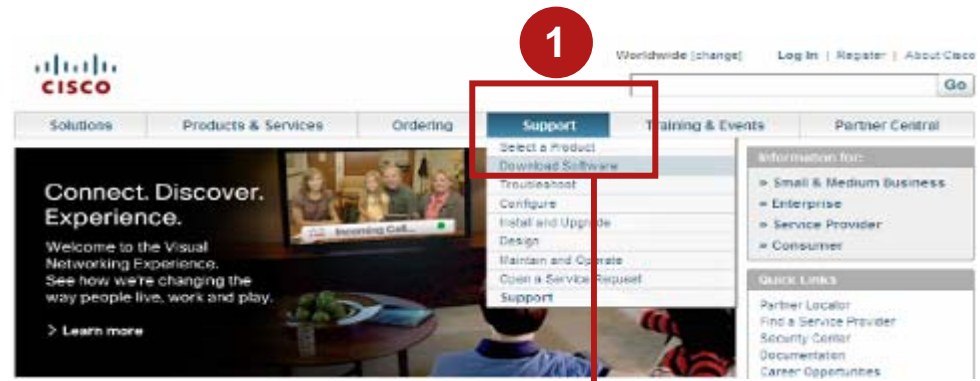 1
Worldwide [change] Log In | Register | About Cisco
CISCO
Go
Solutions Products & Services Ordering Support Training & Events Partner Central
Select a Product
Download Software
Troubleshoot
Configure
Install and Upgrade
Design
Maintain and Operate
Open a Service Request
Support
Connect. Discover.
Experience.
Welcome to the Visual
Networking Experience.
See how we're changing the
way people live, work and play.
> Learn more
Incoming Call...
Information for:
» Small & Medium Business
» Enterprise
» Service Provider
» Consumer
Quick Links
Partner Locator
Find a Service Provider
Security Center
Documentation
Career Opportunities